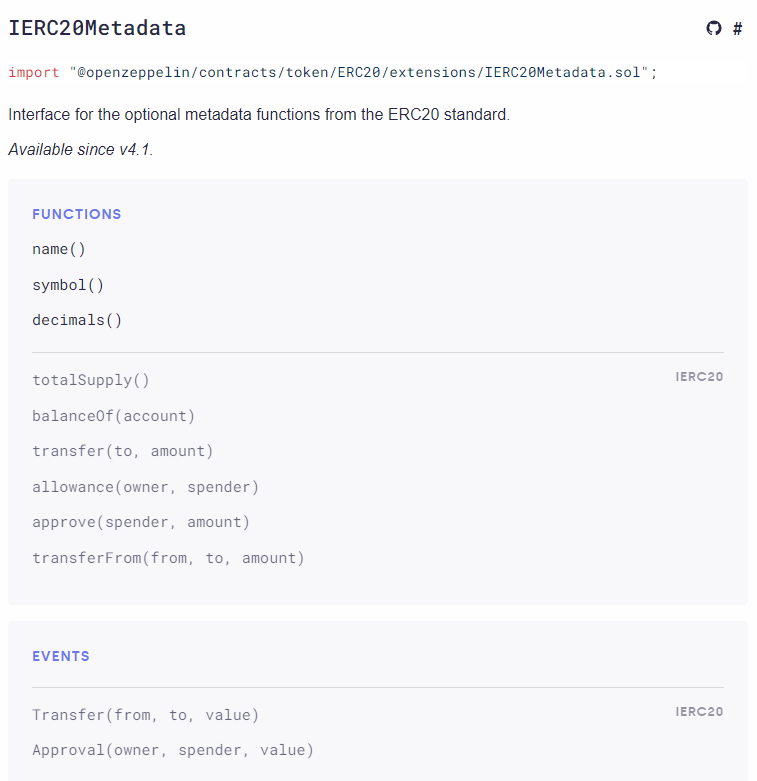 IERC20Metadata #
import "@openzeppelin/contracts/token/ERC20/extensions/IERC20Metadata.sol";
Interface for the optional metadata functions from the ERC20 standard.
Available since v4.1.
FUNCTIONS
name()
symbol()
decimals()
totalSupply() IERC20
balanceOf(account)
transfer(to, amount)
allowance(owner, spender)
approve(spender, amount)
transferFrom(from, to, amount)
EVENTS
Transfer(from, to, value) IERC20
Approval(owner, spender, value)